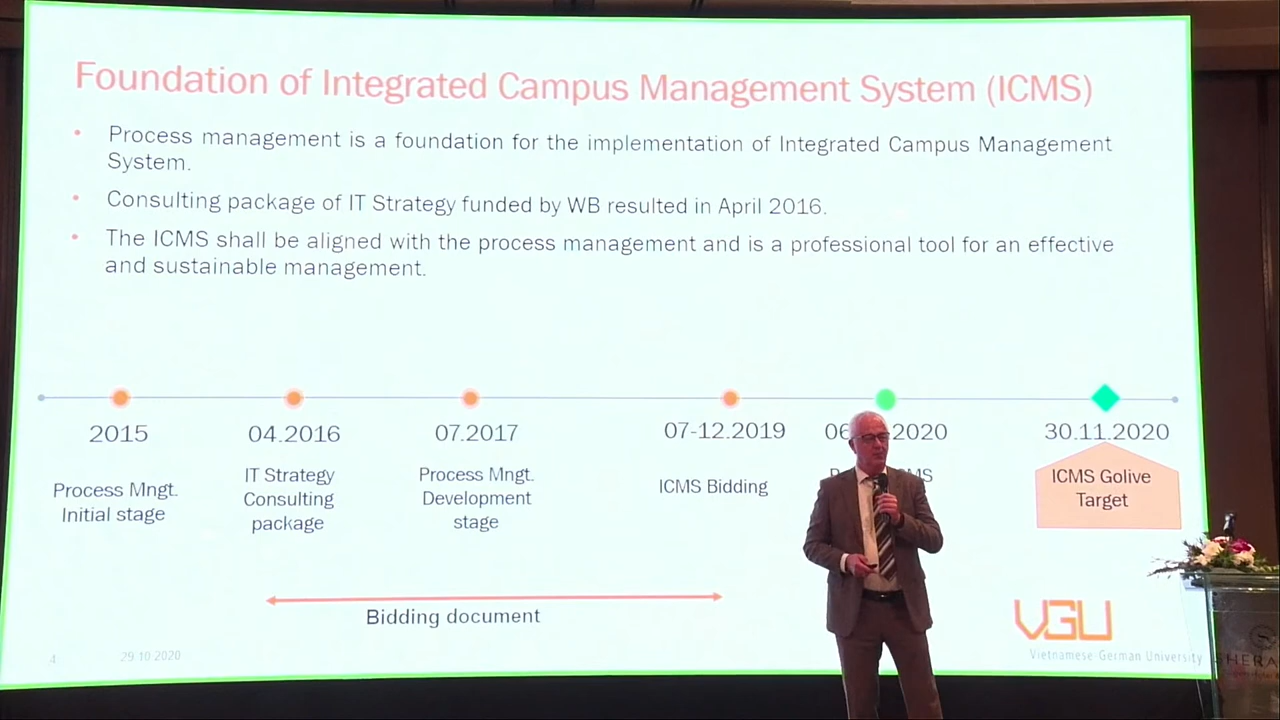 Foundation of Integrated Campus Management System (ICMS)
• Process management is a foundation for the implementation of Integrated Campus Management
System.
• Consulting package of IT Strategy funded by WB resulted in April 2016.
• The ICMS shall be aligned with the process management and is a professional tool for an effective
and sustainable management.
2015
04.2016
07.2017
07-12.2019
2020
30.11.2020
Process Mngt.
Initial stage
IT Strategy
Consulting
package
Process Mngt.
Development
stage
ICMS Bidding
ICMS Golive
Target
Bidding document
4
29.10.2020
VGU
Vietnamese German University